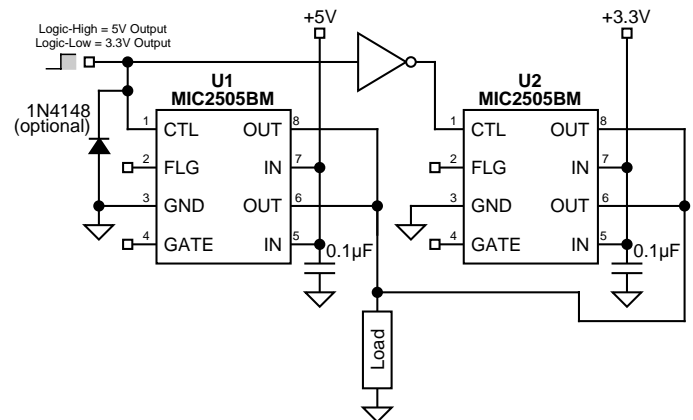 Logic-High = 5V Output
Logic-Low = 3.3V Output
+5V
+3.3V
U1
MIC2505BM
U2
MIC2505BM
1N4148
(optional)
1 CTL OUT 8
2 FLG IN 7
3 GND OUT 6
4 GATE IN 5
0.1µF
1 CTL OUT 8
2 FLG IN 7
3 GND OUT 6
4 GATE IN 5
0.1µF
Load